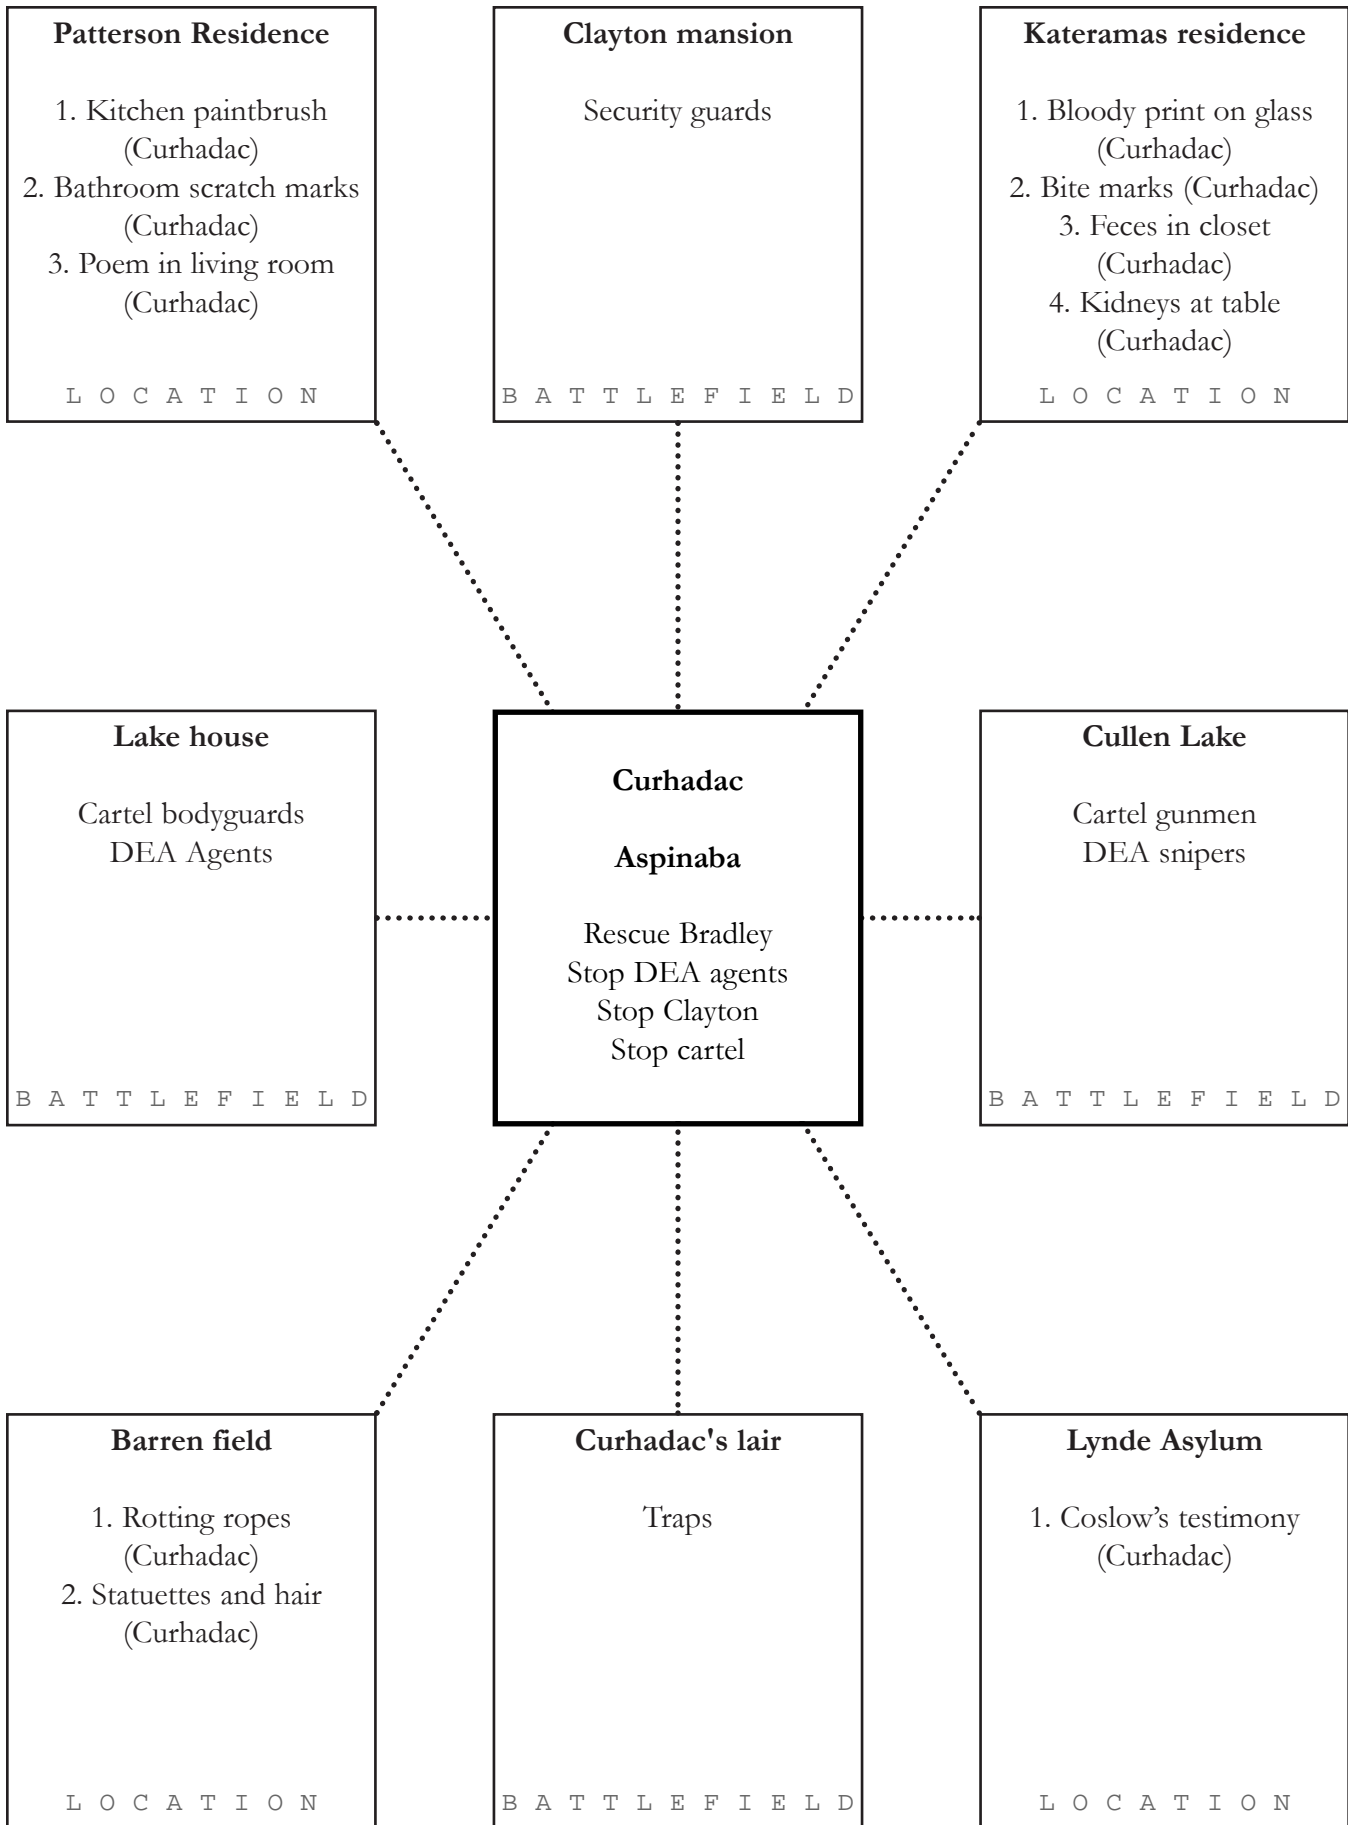 Patterson Residence
1. Kitchen paintbrush
(Curhadac)
2. Bathroom scratch marks
(Curhadac)
3. Poem in living room
(Curhadac)
L O C A T I O N
Clayton mansion
Security guards
B A T T L E F I E L D
Kateramas residence
1. Bloody print on glass
(Curhadac)
2. Bite marks (Curhadac)
3. Feces in closet
(Curhadac)
4. Kidneys at table
(Curhadac)
L O C A T I O N
Lake house
Cartel bodyguards
DEA Agents
B A T T L E F I E L D
Curhadac
Aspinaba
Rescue Bradley
Stop DEA agents
Stop Clayton
Stop cartel
Cullen Lake
Cartel gunmen
DEA snipers
B A T T L E F I E L D
Barren field
1. Rotting ropes
(Curhadac)
2. Statuettes and hair
(Curhadac)
L O C A T I O N
Curhadac's lair
Traps
B A T T L E F I E L D
Lynde Asylum
1. Coslow’s testimony
(Curhadac)
L O C A T I O N